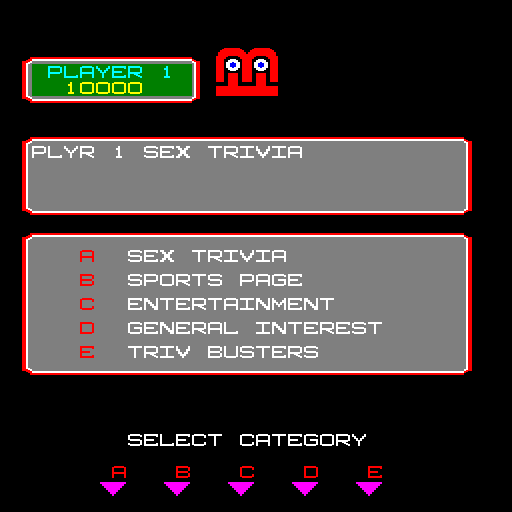 PLAYER 1
10000
PLYR 1 SEX TRIVIA
A SEX TRIVIA
B SPORTS PAGE
C ENTERTAINMENT
D GENERAL INTEREST
E TRIV BUSTERS
SELECT CATEGORY
A B C D E